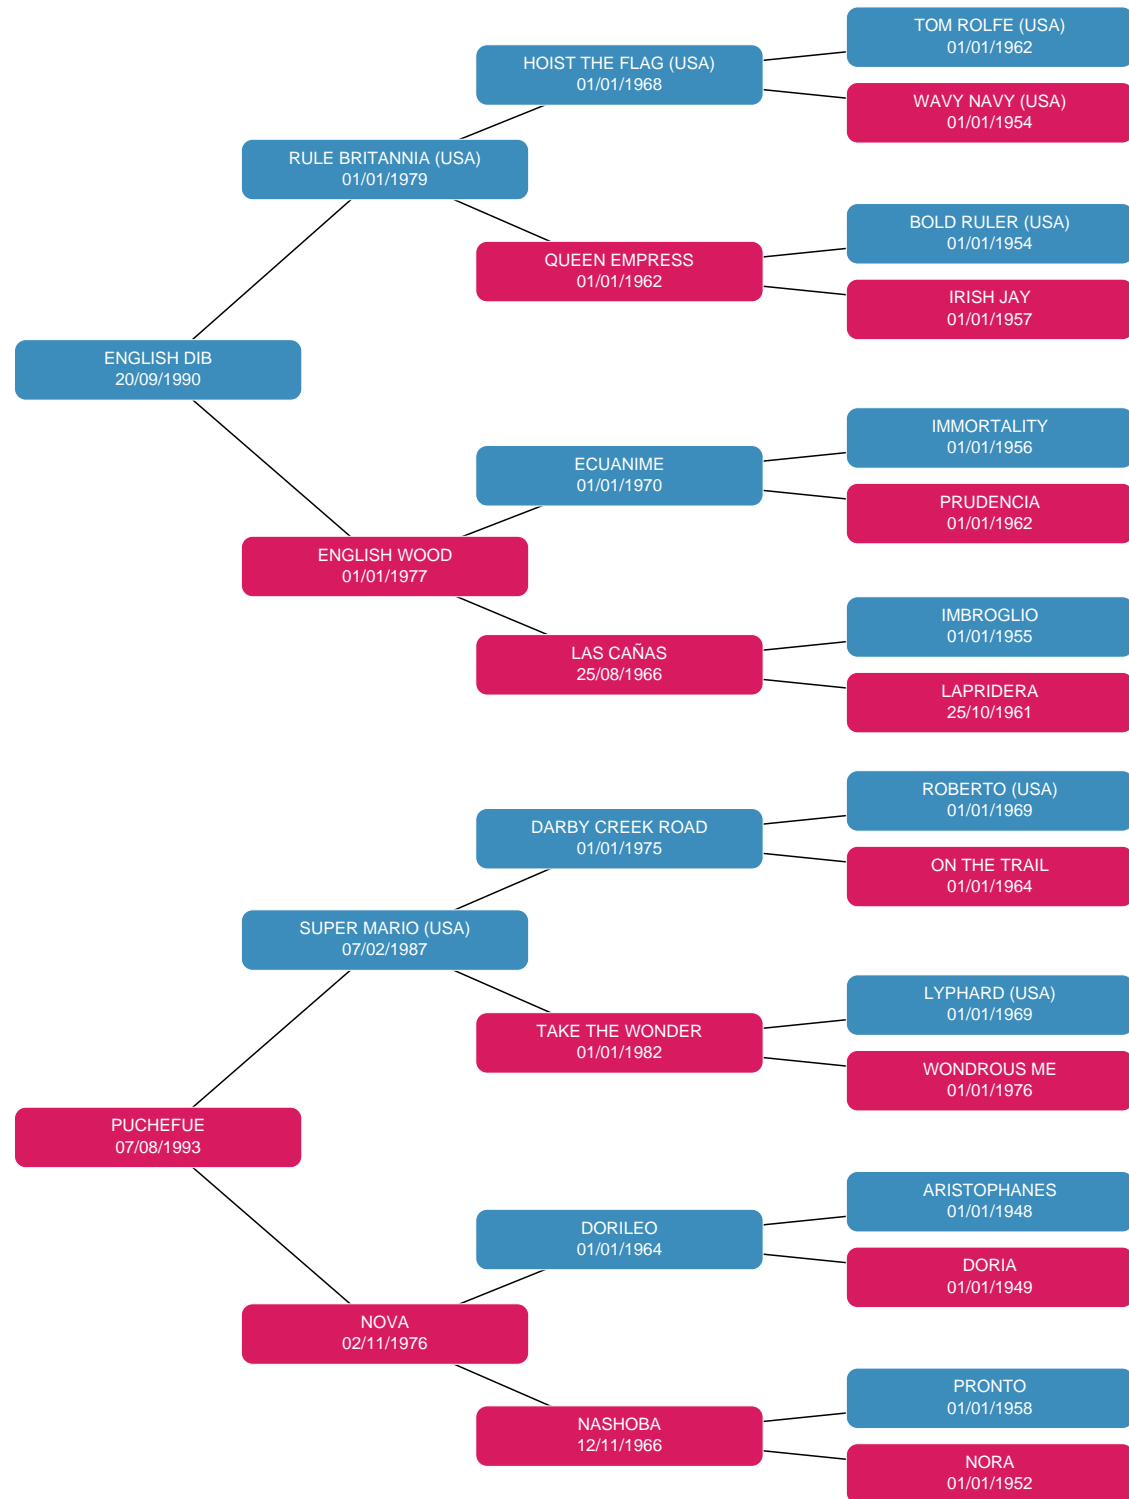 TOM ROLFE (USA)
01/01/1962
HOIST THE FLAG (USA)
01/01/1968
WAVY NAVY (USA)
01/01/1954
RULE BRITANNIA (USA)
01/01/1979
BOLD RULER (USA)
01/01/1954
QUEEN EMPRESS
01/01/1962
IRISH JAY
01/01/1957
ENGLISH DIB
20/09/1990
IMMORTALITY
01/01/1956
ECUANIME
01/01/1970
PRUDENCIA
01/01/1962
ENGLISH WOOD
01/01/1977
IMBROGLIO
01/01/1955
LAS CAÑAS
25/08/1966
LAPRIDERA
25/10/1961
ROBERTO (USA)
01/01/1969
DARBY CREEK ROAD
01/01/1975
ON THE TRAIL
01/01/1964
SUPER MARIO (USA)
07/02/1987
LYPHARD (USA)
01/01/1969
TAKE THE WONDER
01/01/1982
WONDROUS ME
01/01/1976
PUCHEFUE
07/08/1993
ARISTOPHANES
01/01/1948
DORILEO
01/01/1964
DORIA
01/01/1949
NOVA
02/11/1976
PRONTO
01/01/1958
NASHOBA
12/11/1966
NORA
01/01/1952